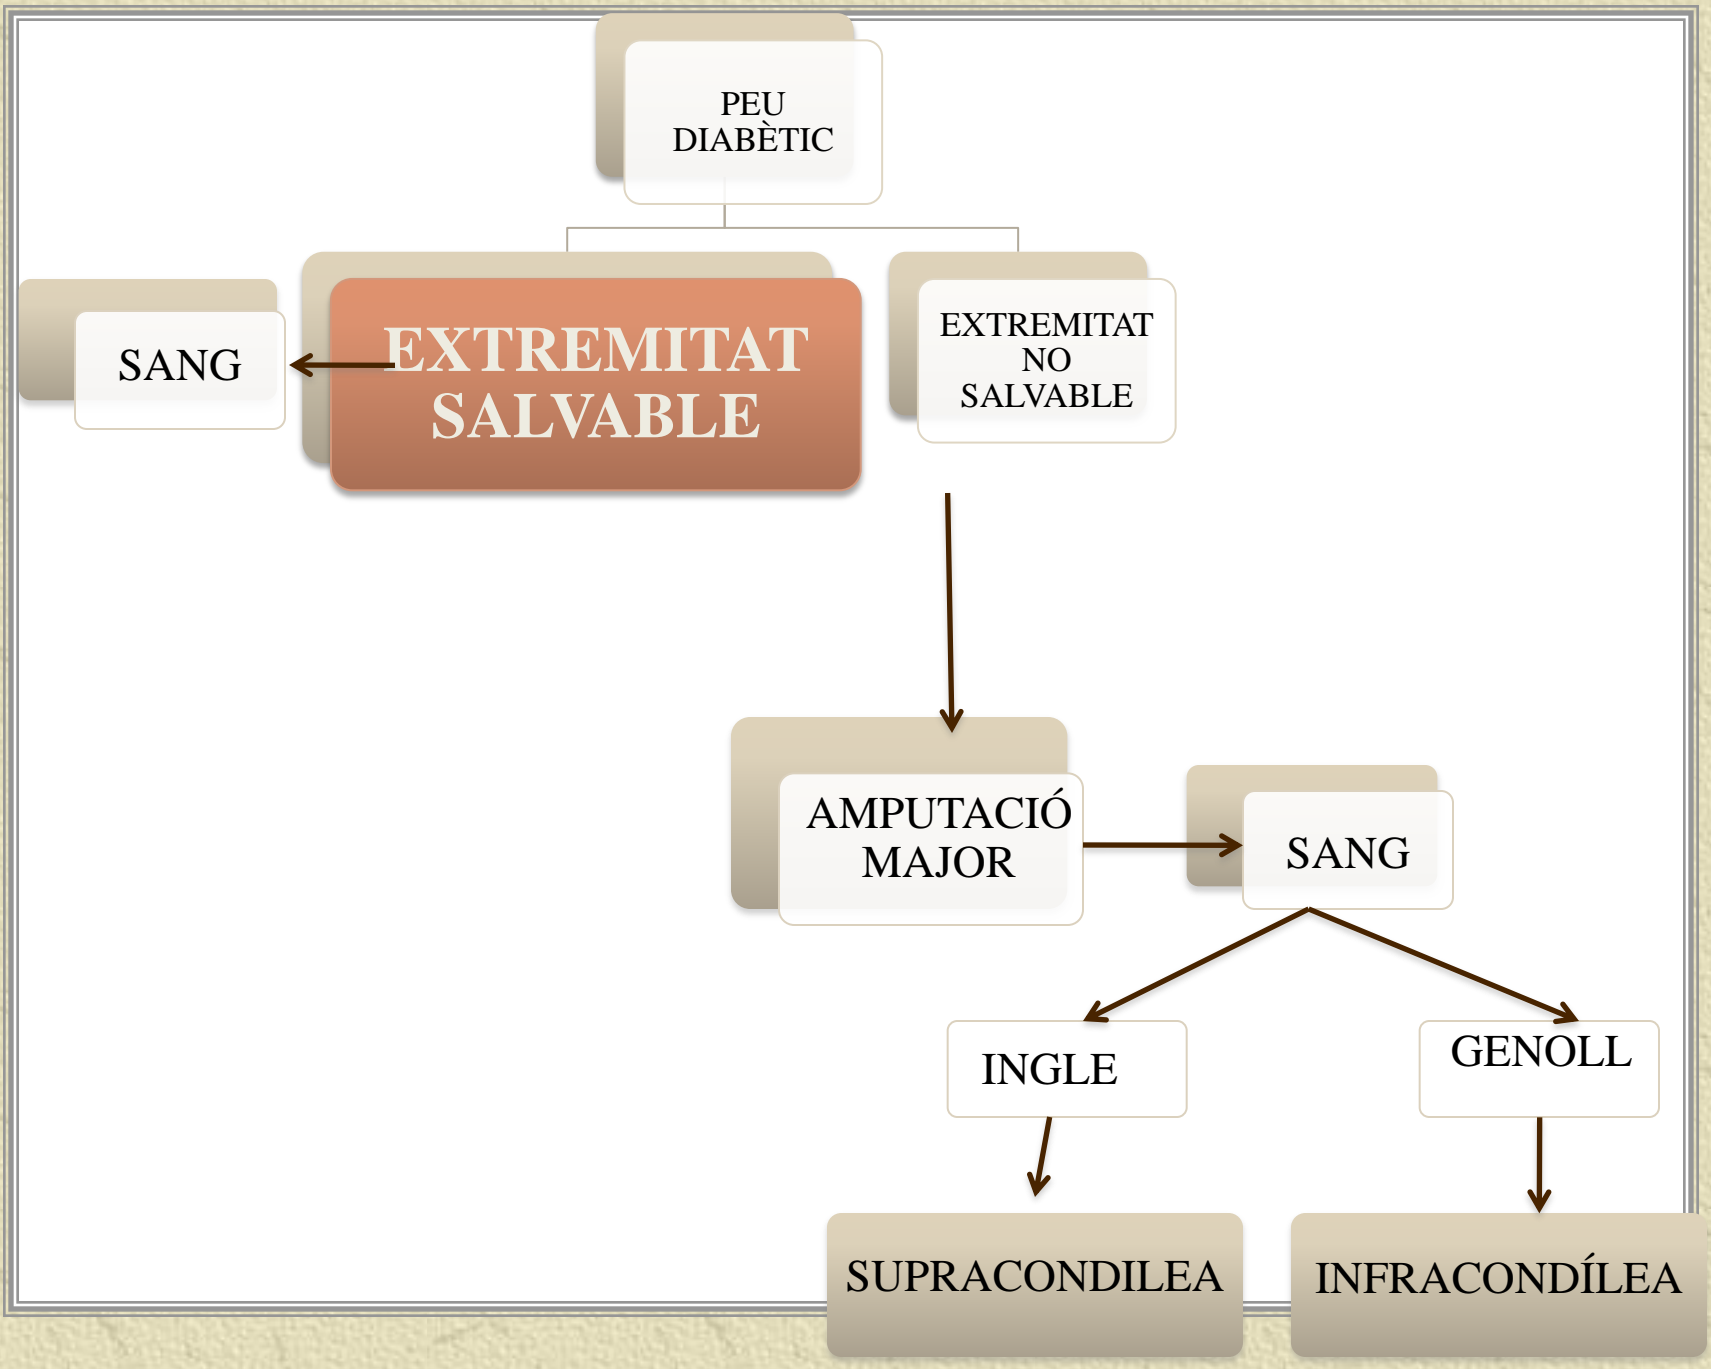 PEU
DIABÈTIC
SANG
EXTREMITAT
SALVABLE
EXTREMITAT
NO
SALVABLE
AMPUTACIÓ
MAJOR
SANG
INGLE
GENOLL
SUPRACONDILEA
INFRACONDÍLEA